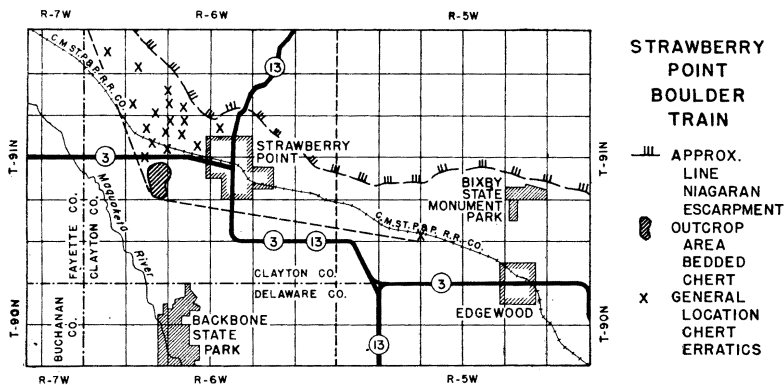 R-7W
R-6W
R-5W
C.M.ST.P.&P. R.R. CO.
13
T-91N
3
STRAWBERRY
POINT
T-91N
Maquoketa
River
BIXBY
STATE
MONUMENT
PARK
C.M.ST.P.&P. R.R. CO.
FAYETTE CO.
CLAYTON CO.
3
13
CLAYTON CO.
DELAWARE CO.
3
EDGEWOOD
BUCHANAN
CO.
T-90N
BACKBONE
STATE
PARK
13
T-90N
R-7W
R-6W
R-5W
STRAWBERRY
POINT
BOULDER
TRAIN
APPROX.
LINE
NIAGARAN
ESCARPMENT
OUTCROP
AREA
BEDDED
CHERT
X GENERAL
LOCATION
CHERT
ERRATICS